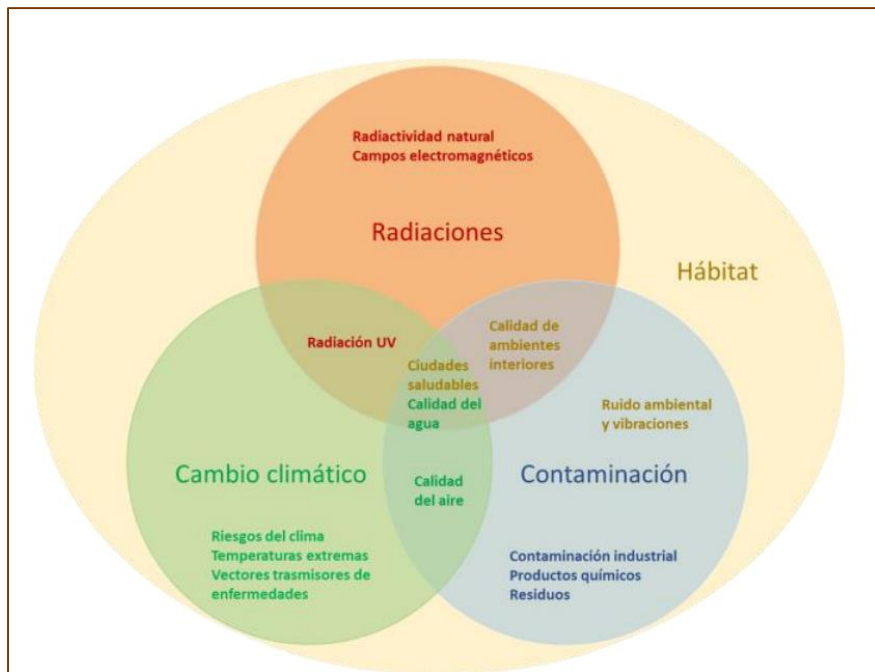 Radiactividad natural
Campos electromagnéticos
Radiaciones
Hábitat
Radiación UV
Calidad de
ambientes
interiores
Ciudades
saludables
Calidad del
agua
Ruido ambiental
y vibraciones
Cambio climático
Calidad
del aire
Contaminación
Riesgos del clima
Temperaturas extremas
Vectores trasmisores de
enfermedades
Contaminación industrial
Productos químicos
Residuos